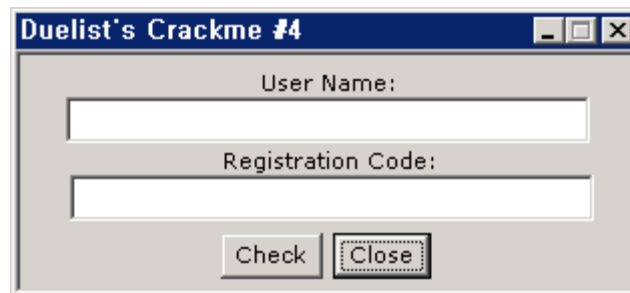 Duelist's Crackme #4
User Name:
Registration Code:
Check Close